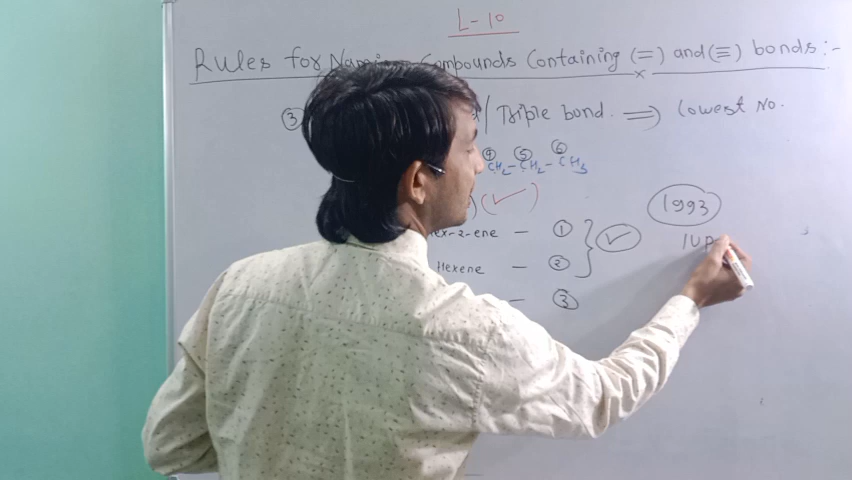 L-10
Rules for Naming Compounds Containing (=) and (≡) bonds:-
③ / Triple bond. ⇒ lowest No.
④ ⑤ ⑥
CH₂-CH₂-CH₃
) (✓)
1993
ex-2-ene - ① } ✓
IUP
Hexene - ②
- ③